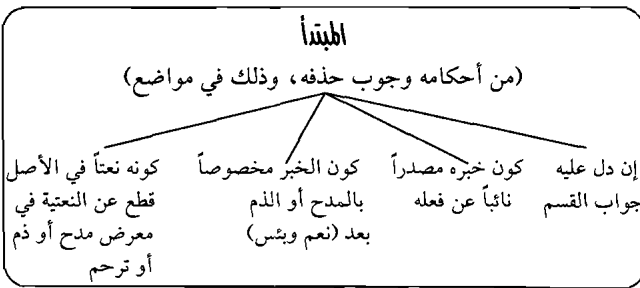 المبتدأ
(من أحكامه وجوب حذفه، وذلك في مواضع)
إن دل عليه
جواب القسم
كون خبره مصدراً
نائباً عن فعله
كون الخبر مخصوصاً
بالمدح أو الذم
بعد (نعم وبئس)
كونه نعتاً في الأصل
قطع عن النعتية في
معرض مدح أو ذم
أو ترحم